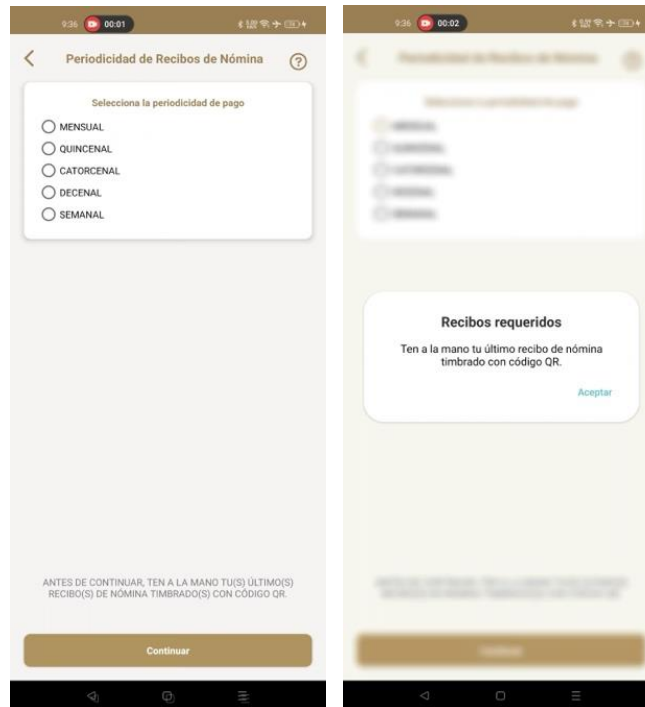 9:36 00:01
Periodicidad de Recibos de Nómina
Selecciona la periodicidad de pago
MENSUAL
QUINCENAL
CATORCENAL
DECENAL
SEMANAL
ANTES DE CONTINUAR, TEN A LA MANO TU(S) ÚLTIMO(S)
RECIBO(S) DE NÓMINA TIMBRADO(S) CON CÓDIGO QR.
Continuar
9:36 00:02
Recibos requeridos
Ten a la mano tu último recibo de nómina
timbrado con código QR.
Aceptar